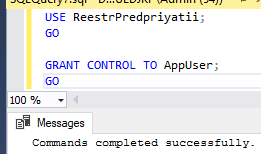 USE ReestrPredpriyatii;
GO
GRANT CONTROL TO AppUser;
GO
100 %
Messages
Commands completed successfully.